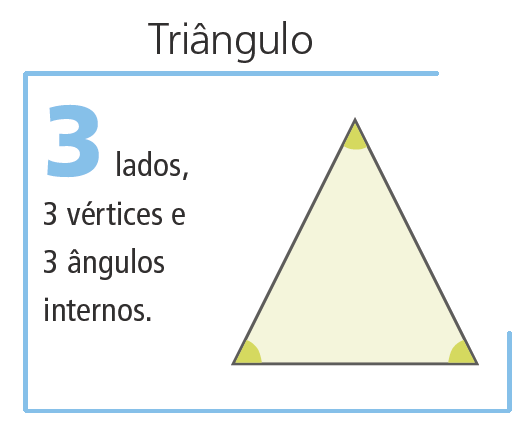 Triângulo
3 lados,
3 vértices e
3 ângulos
internos.